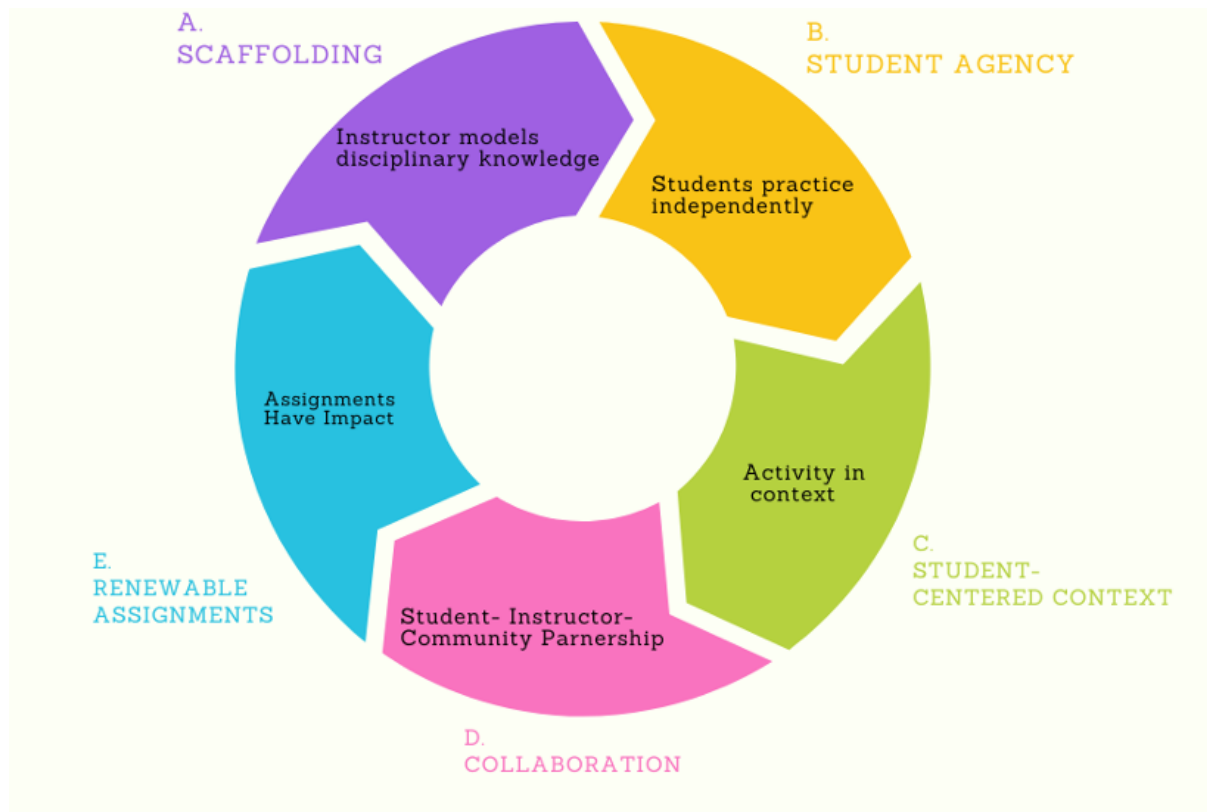 A.
SCAFFOLDING
Instructor models
disciplinary knowledge
B.
STUDENT AGENCY
Students practice
independently
Activity in
context
C.
STUDENT-
CENTERED CONTEXT
Student- Instructor-
Community Parnership
D.
COLLABORATION
Assignments
Have Impact
E.
RENEWABLE
ASSIGNMENTS